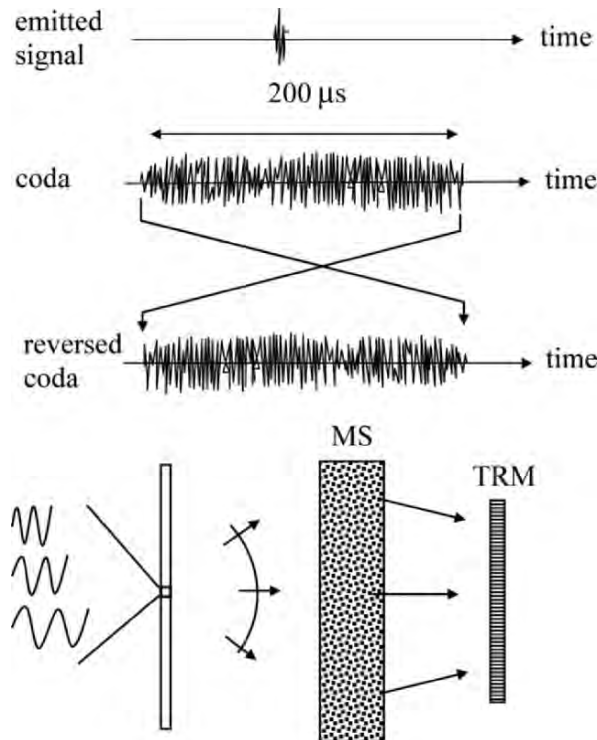 emitted
signal
time
200 μs
coda
time
reversed
coda
time
MS
TRM